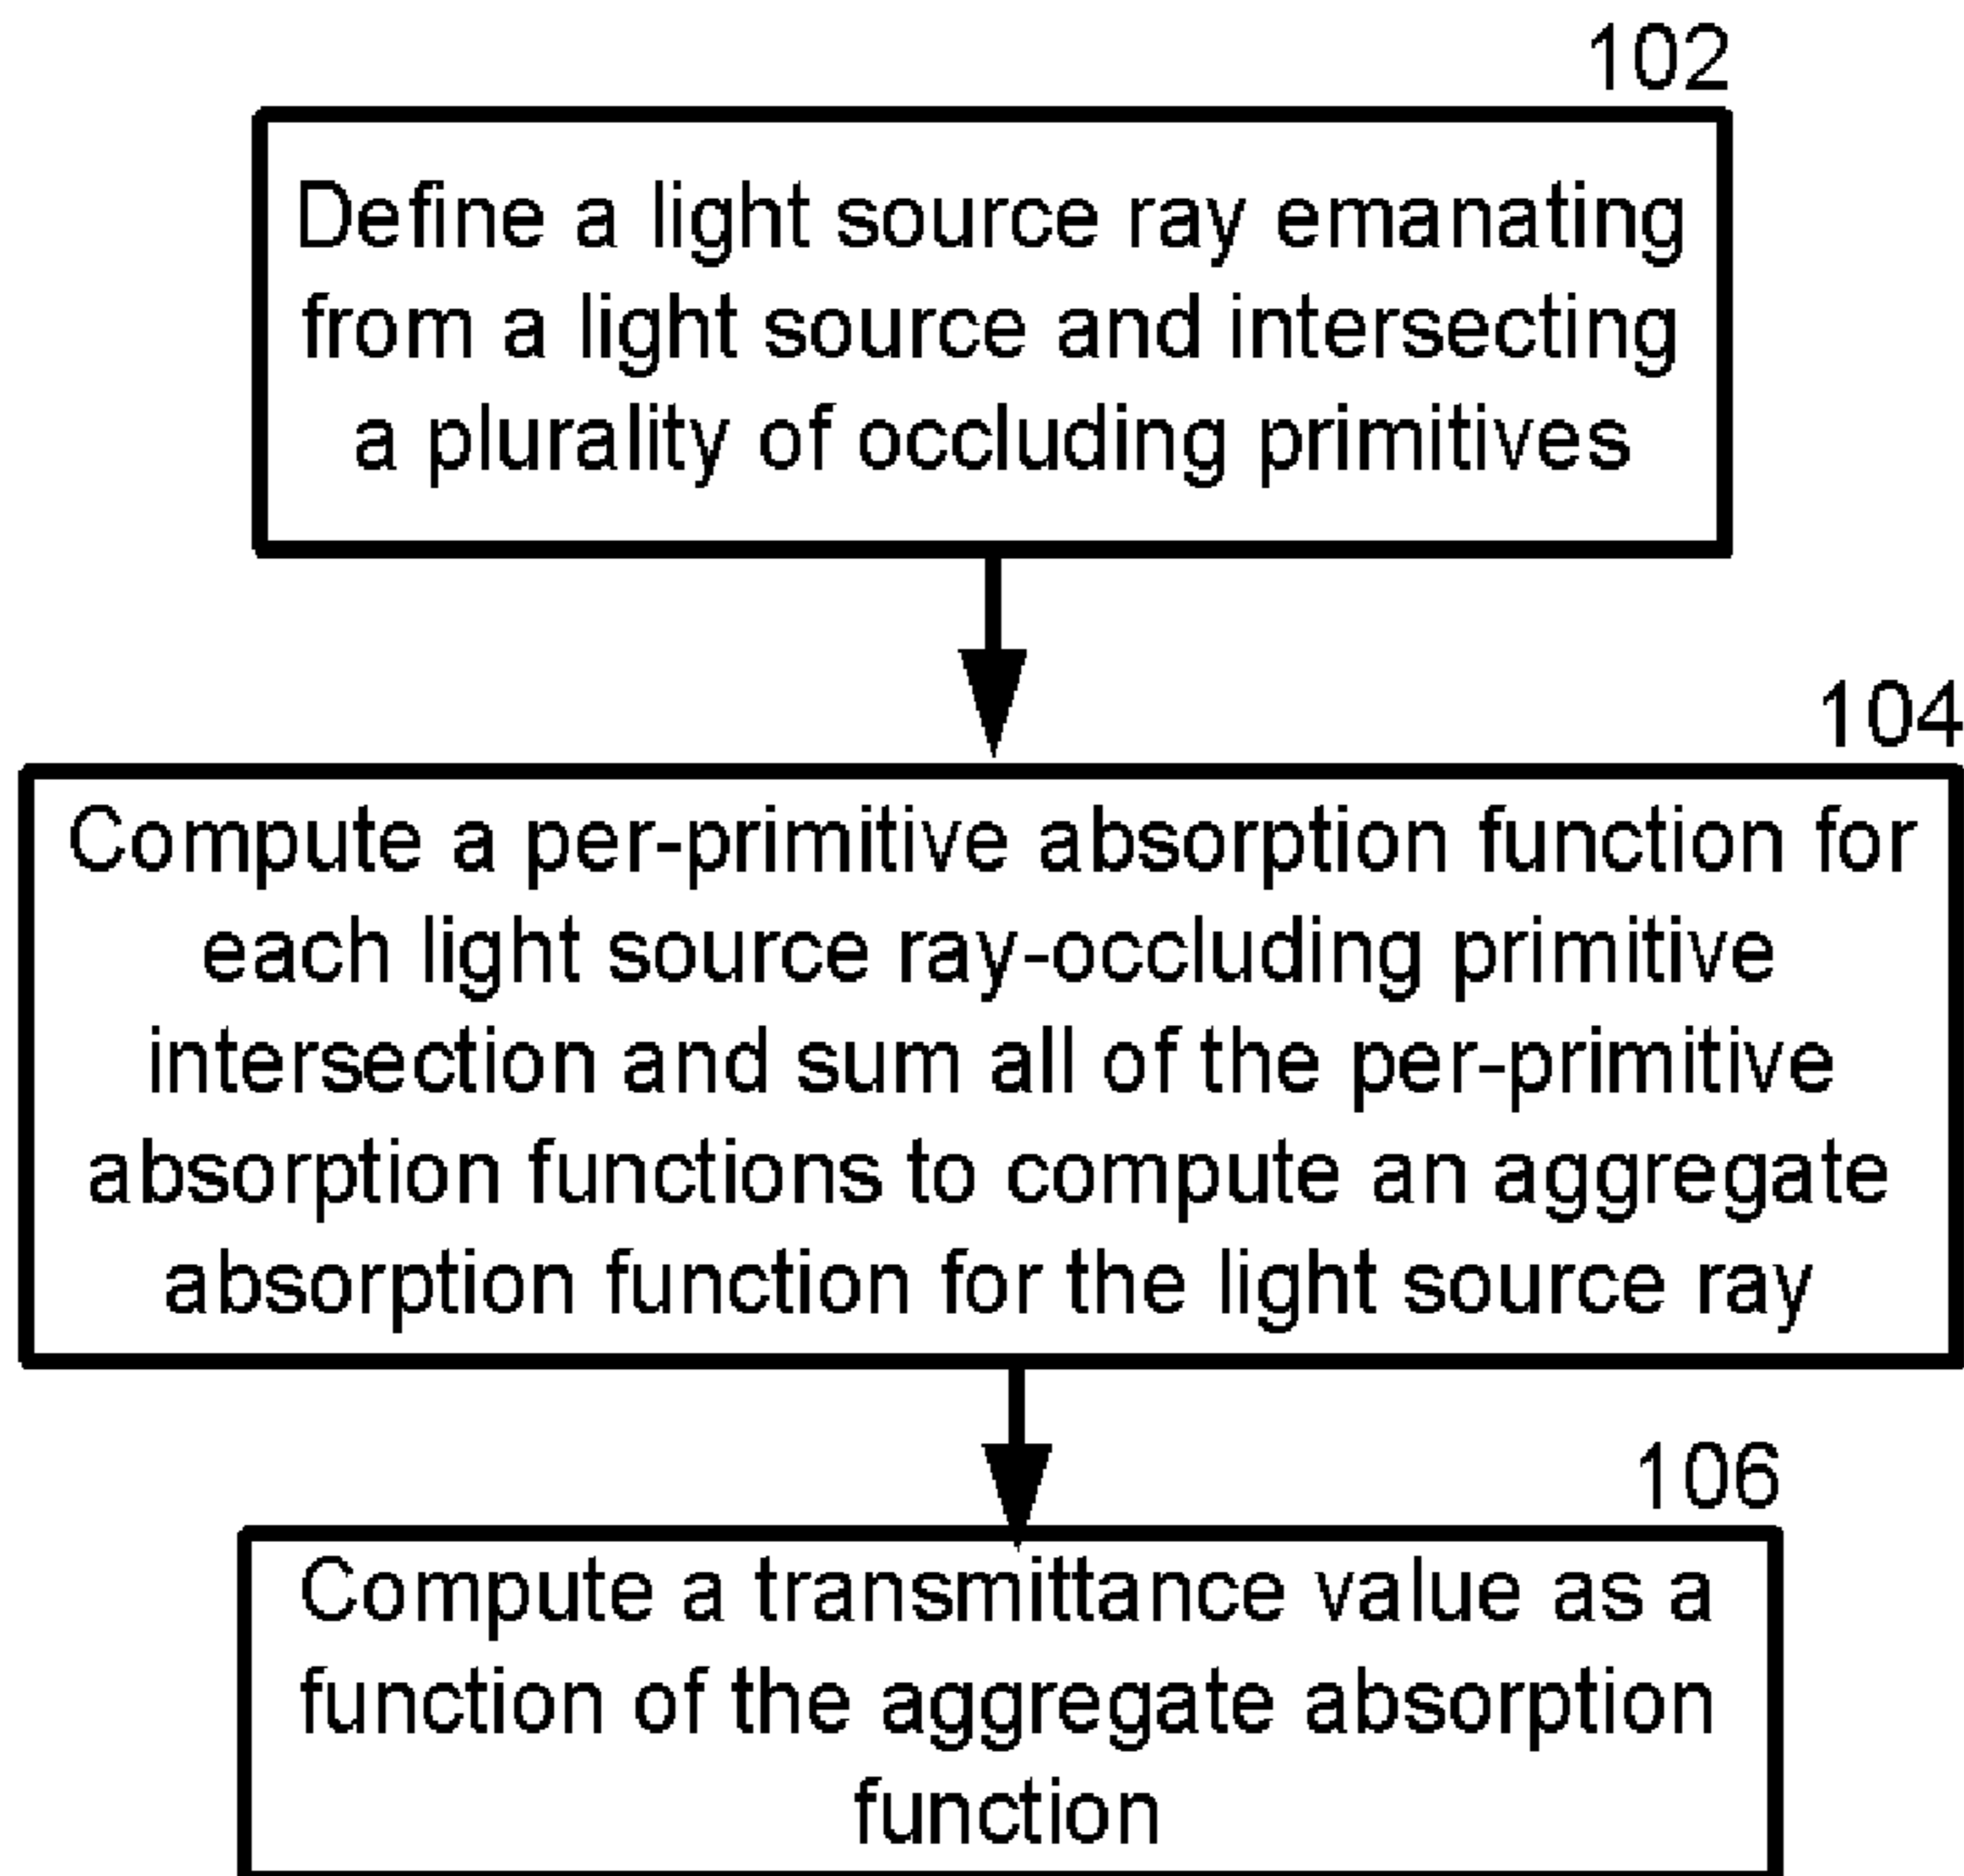 102
Define a light source ray emanating
from a light source and intersecting
a plurality of occluding primitives
104
Compute a per-primitive absorption function for
each light source ray-occluding primitive
intersection and sum all of the per-primitive
absorption functions to compute an aggregate
absorption function for the light source ray
106
Compute a transmittance value as a
function of the aggregate absorption
function